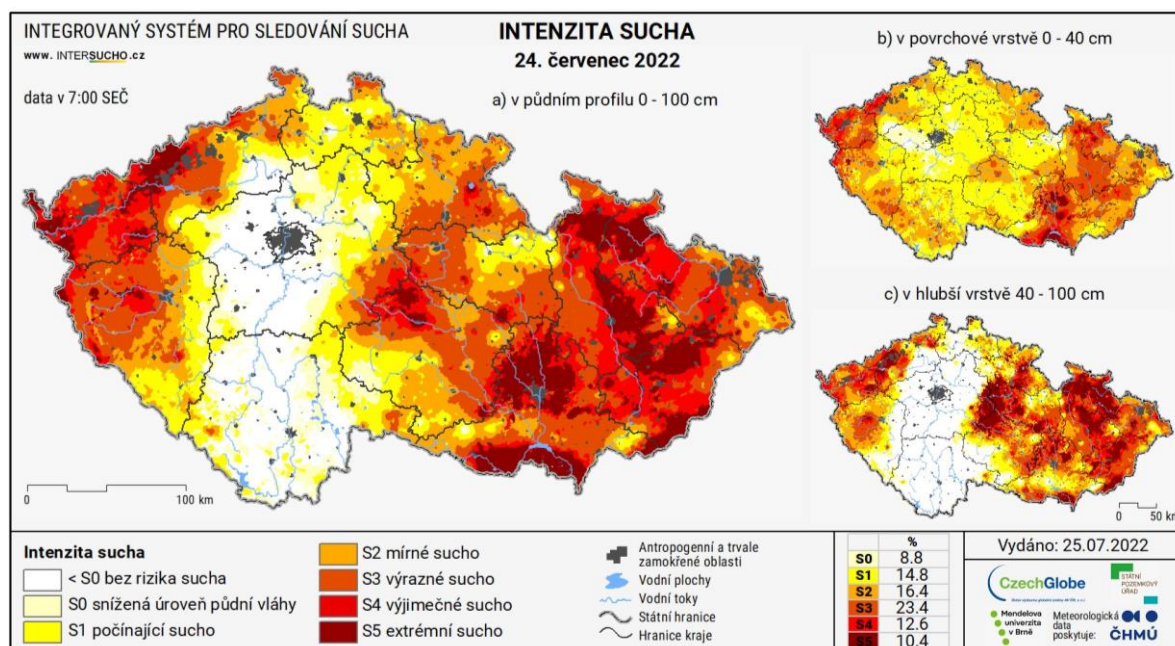 INTEGROVANÝ SYSTÉM PRO SLEDOVÁNÍ SUCHA
www. INTERSUCHO.cz
data v 7:00 SEČ
INTENZITA SUCHA
24. červenec 2022
a) v půdním profilu 0 - 100 cm
b) v povrchové vrstvě 0 - 40 cm
c) v hlubší vrstvě 40 - 100 cm
0 100 km
0 50 km
Intenzita sucha
< S0 bez rizika sucha
S0 snížená úroveň půdní vláhy
S1 počínající sucho
S2 mírné sucho
S3 výrazné sucho
S4 výjimečné sucho
S5 extrémní sucho
Antropogenní a trvale
zamokřené oblasti
Vodní plochy
Vodní toky
Státní hranice
Hranice kraje
%
S0 8.8
S1 14.8
S2 16.4
S3 23.4
S4 12.6
S5 10.4
Vydáno: 25.07.2022
CzechGlobe
STÁTNÍ
POZEMKOVÝ
ÚŘAD
Mendelova
univerzita
v Brně
Meteorologická
data
poskytuje:
ČHMÚ